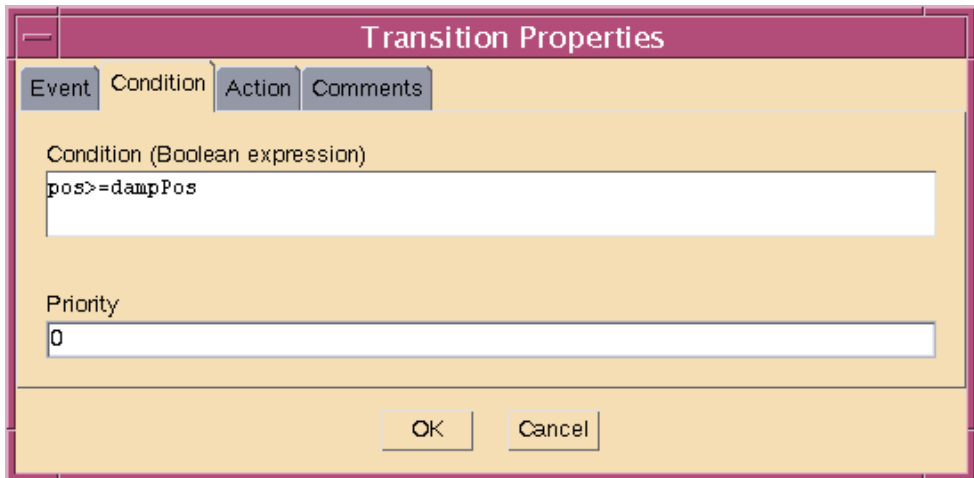 Transition Properties
Event Condition Action Comments
Condition (Boolean expression)
pos>=dampPos
Priority
0
OK Cancel